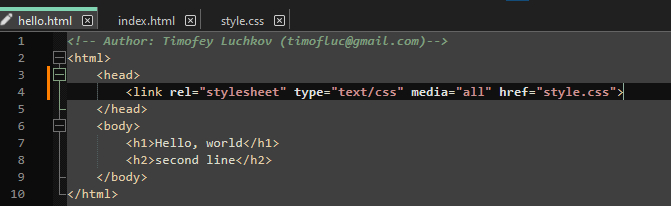 hello.html index.html style.css
1 <!-- Author: Timofey Luchkov (timofluc@gmail.com)-->
2 <html>
3 <head>
4 <link rel="stylesheet" type="text/css" media="all" href="style.css">
5 </head>
6 <body>
7 <h1>Hello, world</h1>
8 <h2>second line</h2>
9 </body>
10 </html>